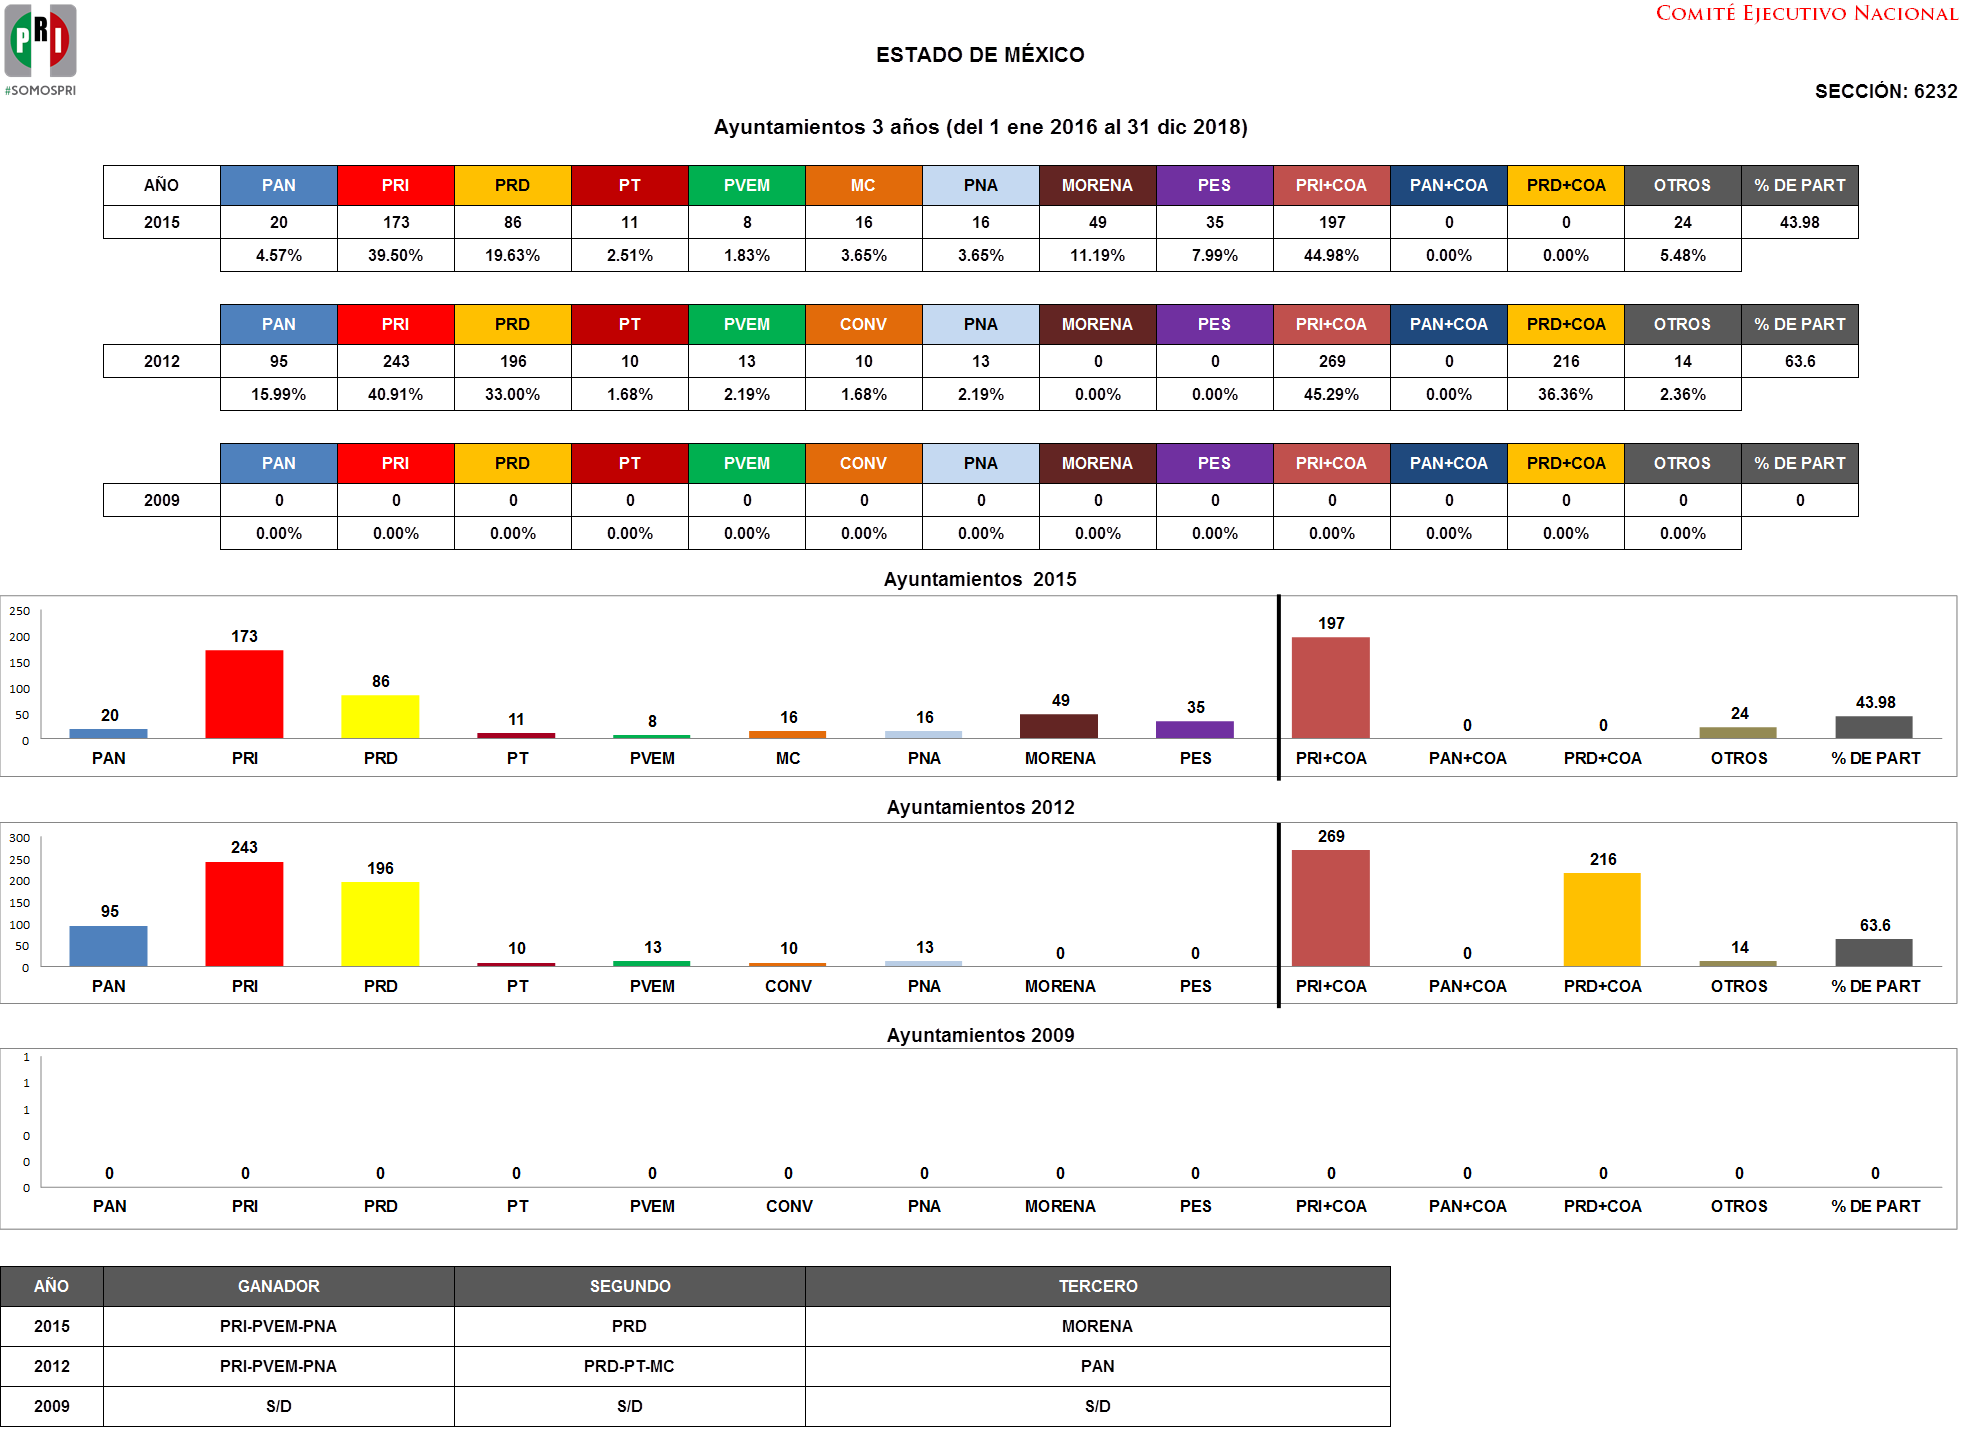 COMITÉ EJECUTIVO NACIONAL
PRI
#SOMOSPRI
ESTADO DE MÉXICO
SECCIÓN: 6232
Ayuntamientos 3 años (del 1 ene 2016 al 31 dic 2018)
AÑO PAN PRI PRD PT PVEM MC PNA MORENA PES PRI+COA PAN+COA PRD+COA OTROS % DE PART
2015 20 173 86 11 8 16 16 49 35 197 0 0 24 43.98
4.57% 39.50% 19.63% 2.51% 1.83% 3.65% 3.65% 11.19% 7.99% 44.98% 0.00% 0.00% 5.48%
PAN PRI PRD PT PVEM CONV PNA MORENA PES PRI+COA PAN+COA PRD+COA OTROS % DE PART
2012 95 243 196 10 13 10 13 0 0 269 0 216 14 63.6
15.99% 40.91% 33.00% 1.68% 2.19% 1.68% 2.19% 0.00% 0.00% 45.29% 0.00% 36.36% 2.36%
PAN PRI PRD PT PVEM CONV PNA MORENA PES PRI+COA PAN+COA PRD+COA OTROS % DE PART
2009 0 0 0 0 0 0 0 0 0 0 0 0 0 0
0.00% 0.00% 0.00% 0.00% 0.00% 0.00% 0.00% 0.00% 0.00% 0.00% 0.00% 0.00% 0.00%
Ayuntamientos 2015
250
200
150
100
50
0
20 173 86 11 8 16 16 49 35 197 0 0 24 43.98
PAN PRI PRD PT PVEM MC PNA MORENA PES PRI+COA PAN+COA PRD+COA OTROS % DE PART
Ayuntamientos 2012
300
250
200
150
100
50
0
95 243 196 10 13 10 13 0 0 269 0 216 14 63.6
PAN PRI PRD PT PVEM CONV PNA MORENA PES PRI+COA PAN+COA PRD+COA OTROS % DE PART
Ayuntamientos 2009
1
1
1
0
0
0
0 0 0 0 0 0 0 0 0 0 0 0 0 0
PAN PRI PRD PT PVEM CONV PNA MORENA PES PRI+COA PAN+COA PRD+COA OTROS % DE PART
AÑO GANADOR SEGUNDO TERCERO
2015 PRI-PVEM-PNA PRD MORENA
2012 PRI-PVEM-PNA PRD-PT-MC PAN
2009 S/D S/D S/D